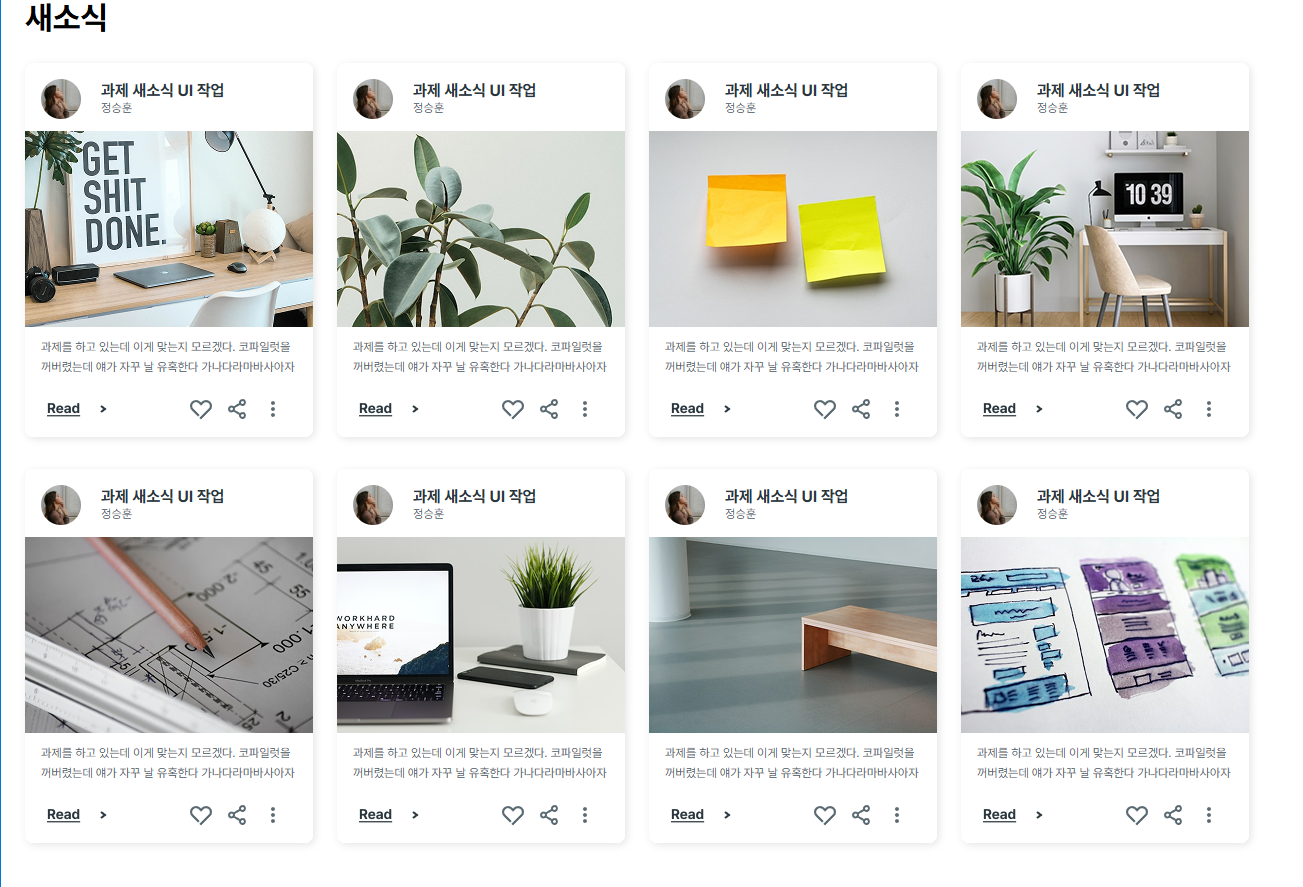 새소식
과제 새소식 UI 작업
정승훈
과제 새소식 UI 작업
정승훈
과제 새소식 UI 작업
정승훈
과제 새소식 UI 작업
정승훈
GET
SHIT
DONE.
10 39
과제를 하고 있는데 이게 맞는지 모르겠다. 코파일럿을
꺼버렸는데 얘가 자꾸 날 유혹한다 가나다라마바사아자
과제를 하고 있는데 이게 맞는지 모르겠다. 코파일럿을
꺼버렸는데 얘가 자꾸 날 유혹한다 가나다라마바사아자
과제를 하고 있는데 이게 맞는지 모르겠다. 코파일럿을
꺼버렸는데 얘가 자꾸 날 유혹한다 가나다라마바사아자
과제를 하고 있는데 이게 맞는지 모르겠다. 코파일럿을
꺼버렸는데 얘가 자꾸 날 유혹한다 가나다라마바사아자
Read >
Read >
Read >
Read >
과제 새소식 UI 작업
정승훈
과제 새소식 UI 작업
정승훈
과제 새소식 UI 작업
정승훈
과제 새소식 UI 작업
정승훈
-2.000
-1.50
-1.000
C25/30
WORKHARD
ANYWHERE
과제를 하고 있는데 이게 맞는지 모르겠다. 코파일럿을
꺼버렸는데 얘가 자꾸 날 유혹한다 가나다라마바사아자
과제를 하고 있는데 이게 맞는지 모르겠다. 코파일럿을
꺼버렸는데 얘가 자꾸 날 유혹한다 가나다라마바사아자
과제를 하고 있는데 이게 맞는지 모르겠다. 코파일럿을
꺼버렸는데 얘가 자꾸 날 유혹한다 가나다라마바사아자
과제를 하고 있는데 이게 맞는지 모르겠다. 코파일럿을
꺼버렸는데 얘가 자꾸 날 유혹한다 가나다라마바사아자
Read >
Read >
Read >
Read >